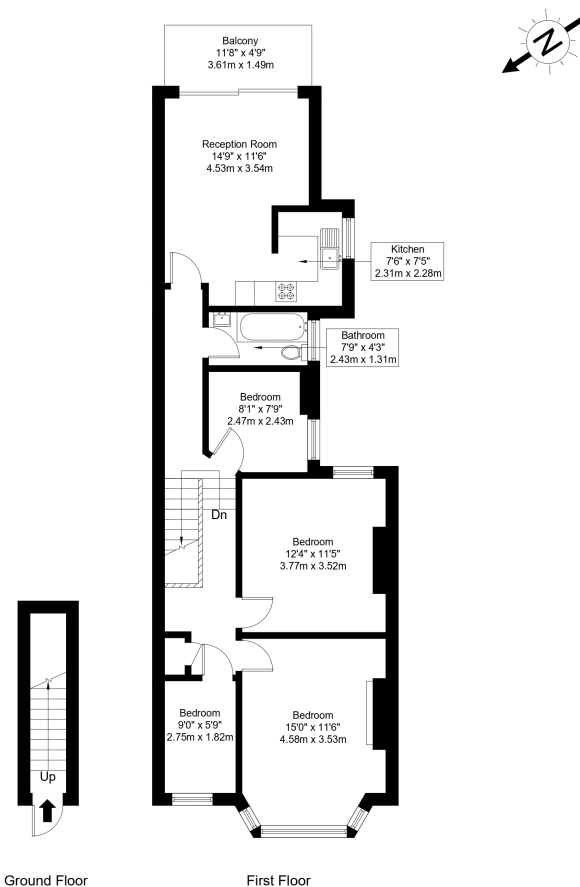 N
Balcony
11'8" x 4'9"
3.61m x 1.49m
Reception Room
14'9" x 11'6"
4.53m x 3.54m
Kitchen
7'6" x 7'5"
2.31m x 2.28m
Bathroom
7'9" x 4'3"
2.43m x 1.31m
Bedroom
8'1" x 7'9"
2.47m x 2.43m
Dn
Bedroom
12'4" x 11'5"
3.77m x 3.52m
Bedroom
9'0" x 5'9"
2.75m x 1.82m
Bedroom
15'0" x 11'6"
4.58m x 3.53m
Up
Ground Floor
First Floor